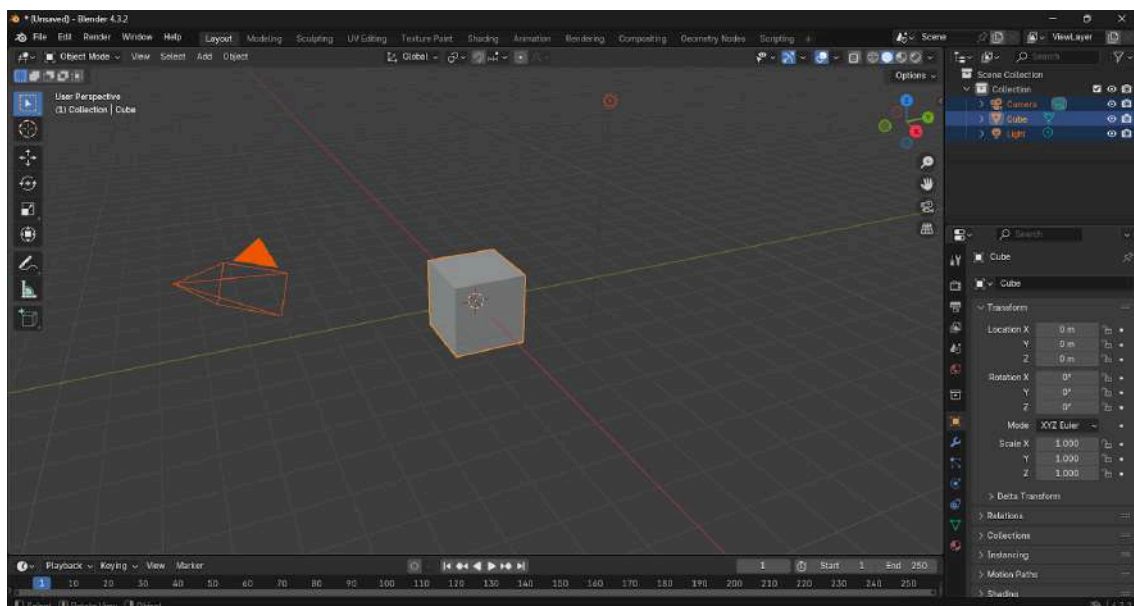 * (Unsaved) - Blender 4.3.2
File Edit Render Window Help Layout Modeling Sculpting UV Editing Texture Paint Shading Animation Rendering Compositing Geometry Nodes Scripting + Scene ViewLayer
Object Mode View Select Add Object Global Search
Options
User Perspective
(1) Collection | Cube
Scene Collection
Collection
Camera
Cube
Light
Search
Cube
Cube
Transform
Location X 0 m
Y 0 m
Z 0 m
Rotation X 0°
Y 0°
Z 0°
Mode XYZ Euler
Scale X 1.000
Y 1.000
Z 1.000
Delta Transform
Relations
Collections
Instancing
Motion Paths
Shading
Playback Keying View Marker 1 Start 1 End 250
1 10 20 30 40 50 60 70 80 90 100 110 120 130 140 150 160 170 180 190 200 210 220 230 240 250